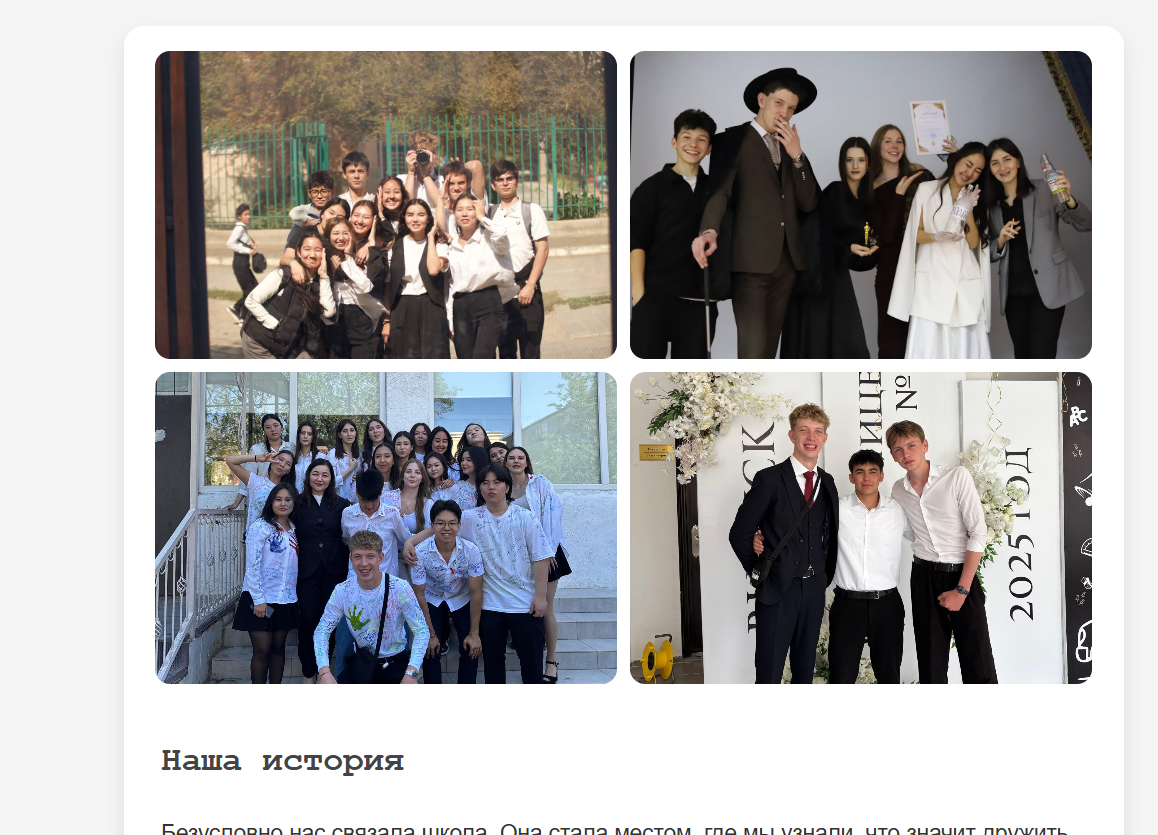 ВЫПУСК
ЛИЦЕ
№
2025 ГОД
Наша история
Безусловно нас связала школа. Она стала местом, где мы узнали, что значит дружить